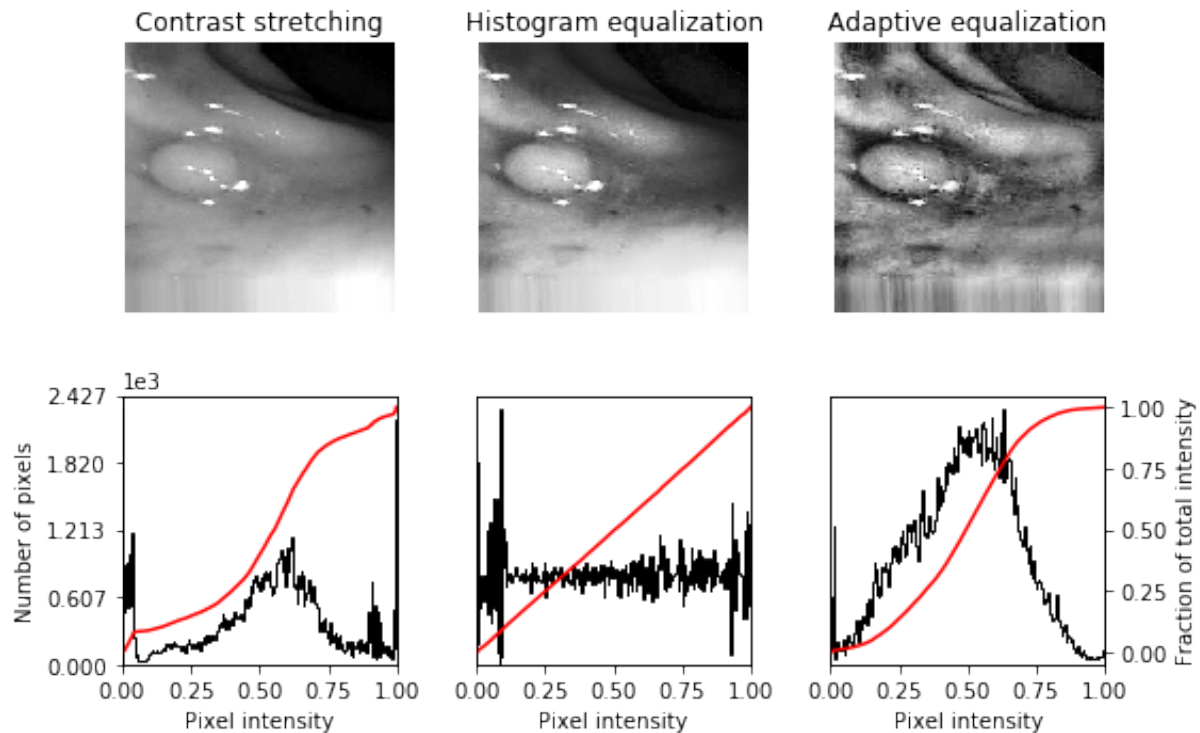 Contrast stretching
Histogram equalization
Adaptive equalization
1e3
2.427
1.820
1.213
0.607
0.000
Number of pixels
0.00 0.25 0.50 0.75 1.00
Pixel intensity
0.00 0.25 0.50 0.75 1.00
Pixel intensity
0.00 0.25 0.50 0.75 1.00
Pixel intensity
1.00
0.75
0.50
0.25
0.00
Fraction of total intensity